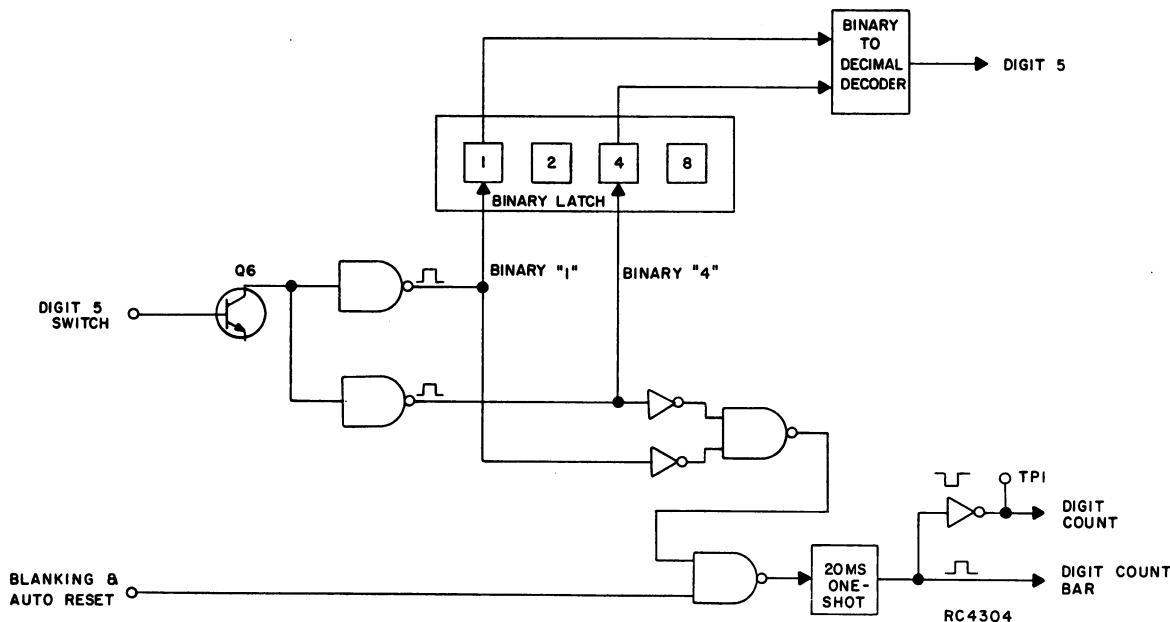 BINARY
TO
DECIMAL
DECODER
DIGIT 5
1 2 4 8
BINARY LATCH
Q6
BINARY "1"
BINARY "4"
DIGIT 5
SWITCH
TP1
DIGIT
COUNT
BLANKING &
AUTO RESET
20MS
ONE-
SHOT
DIGIT COUNT
BAR
RC4304